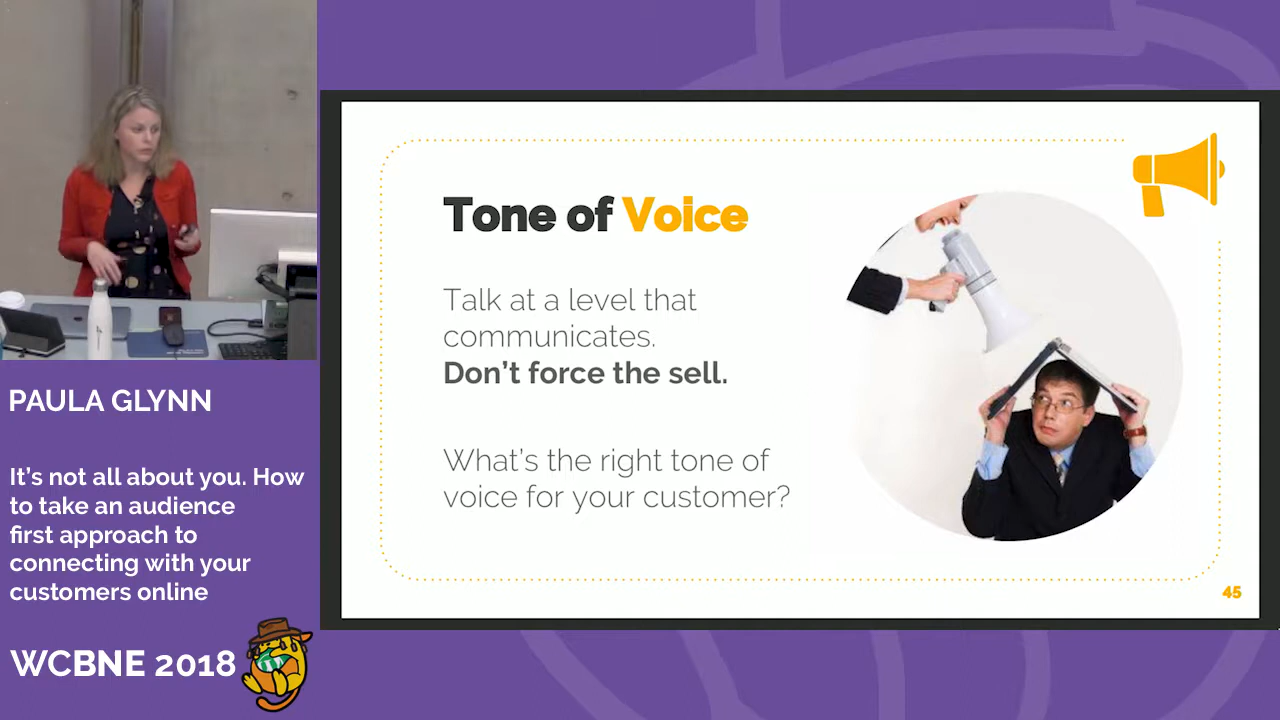 Tone of Voice
Talk at a level that
communicates.
Don't force the sell.
What's the right tone of
voice for your customer?
45
PAULA GLYNN
It's not all about you. How
to take an audience
first approach to
connecting with your
customers online
WCBNE 2018